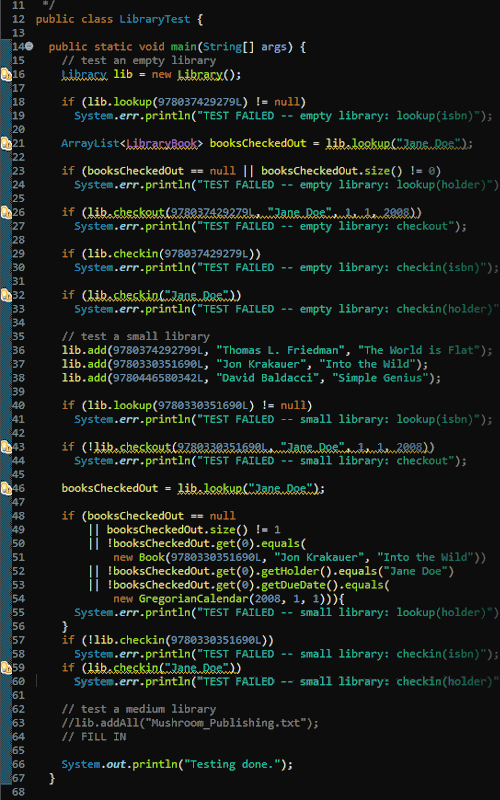 11 */
12 public class LibraryTest {
13
14 public static void main(String[] args) {
15 // test an empty library
16 Library lib = new Library();
17
18 if (lib.lookup(978037429279L) != null)
19 System.err.println("TEST FAILED -- empty library: lookup(isbn)");
20
21 ArrayList<LibraryBook> booksCheckedOut = lib.lookup("Jane Doe");
22
23 if (booksCheckedOut == null || booksCheckedOut.size() != 0)
24 System.err.println("TEST FAILED -- empty library: lookup(holder)");
25
26 if (lib.checkout(978037429279L, "Jane Doe", 1, 1, 2008))
27 System.err.println("TEST FAILED -- empty library: checkout");
28
29 if (lib.checkin(978037429279L))
30 System.err.println("TEST FAILED -- empty library: checkin(isbn)");
31
32 if (lib.checkin("Jane Doe"))
33 System.err.println("TEST FAILED -- empty library: checkin(holder)"
34
35 // test a small library
36 lib.add(9780374292799L, "Thomas L. Friedman", "The World is Flat");
37 lib.add(9780330351690L, "Jon Krakauer", "Into the Wild");
38 lib.add(9780446580342L, "David Baldacci", "Simple Genius");
39
40 if (lib.lookup(9780330351690L) != null)
41 System.err.println("TEST FAILED -- small library: lookup(isbn)");
42
43 if (!lib.checkout(9780330351690L, "Jane Doe", 1, 1, 2008))
44 System.err.println("TEST FAILED -- small library: checkout");
45
46 booksCheckedOut = lib.lookup("Jane Doe");
47
48 if (booksCheckedOut == null
49 || booksCheckedOut.size() != 1
50 || !booksCheckedOut.get(0).equals(
51 new Book(9780330351690L, "Jon Krakauer", "Into the Wild"))
52 || !booksCheckedOut.get(0).getHolder().equals("Jane Doe")
53 || !booksCheckedOut.get(0).getDueDate().equals(
54 new GregorianCalendar(2008, 1, 1))){
55 System.err.println("TEST FAILED -- small library: lookup(holder)"
56 }
57 if (!lib.checkin(9780330351690L))
58 System.err.println("TEST FAILED -- small library: checkin(isbn)");
59 if (lib.checkin("Jane Doe"))
60 System.err.println("TEST FAILED -- small library: checkin(holder)"
61
62 // test a medium library
63 //lib.addAll("Mushroom_Publishing.txt");
64 // FILL IN
65
66 System.out.println("Testing done.");
67 }
68